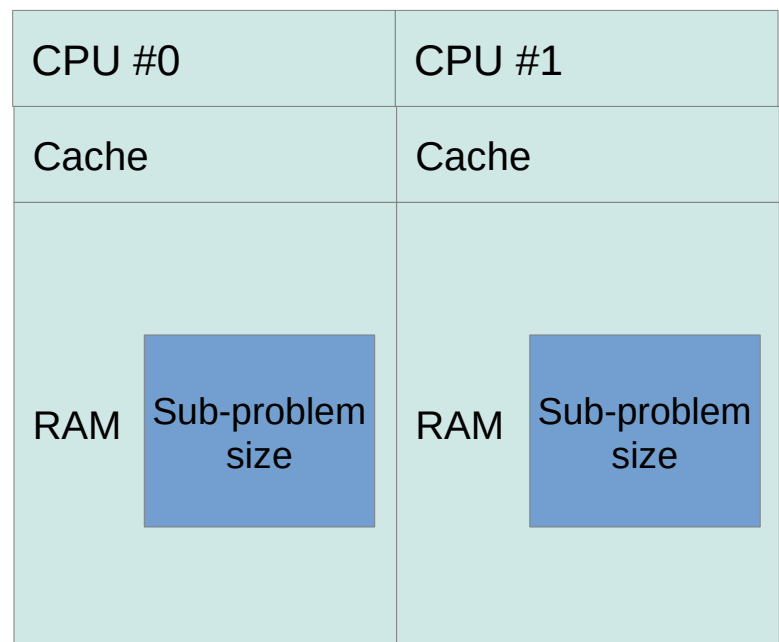 CPU #0
CPU #1
Cache
Cache
RAM
Sub-problem
size
RAM
Sub-problem
size